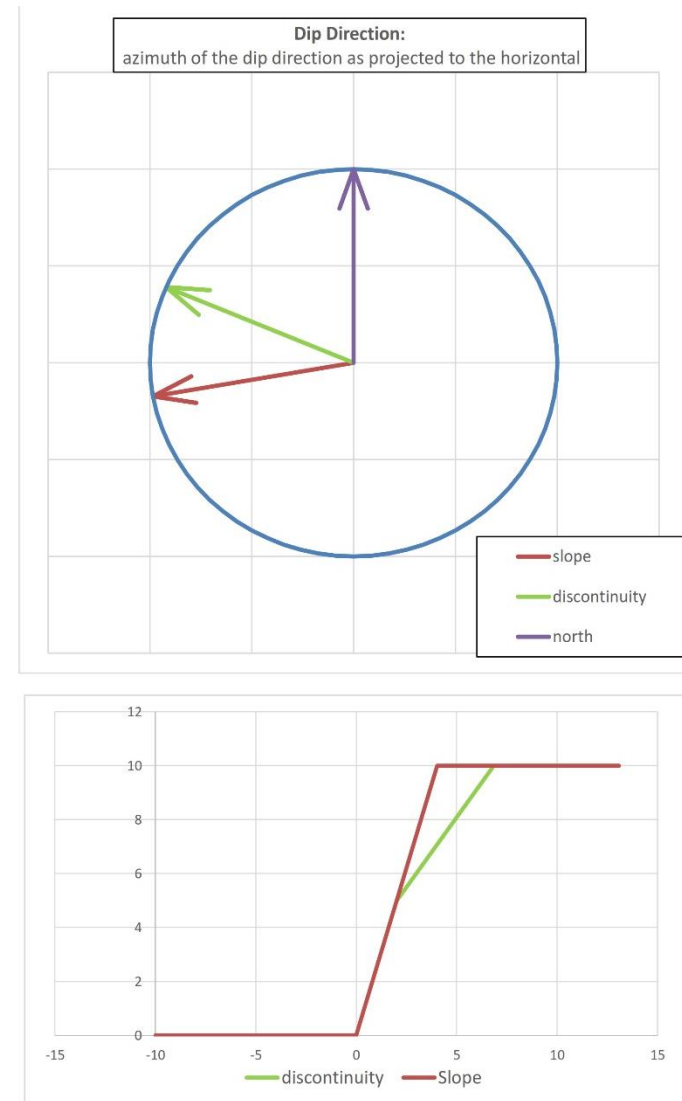 Dip Direction:
azimuth of the dip direction as projected to the horizontal
slope
discontinuity
north
12
10
8
6
4
2
0
-15 -10 -5 0 5 10 15
discontinuity Slope